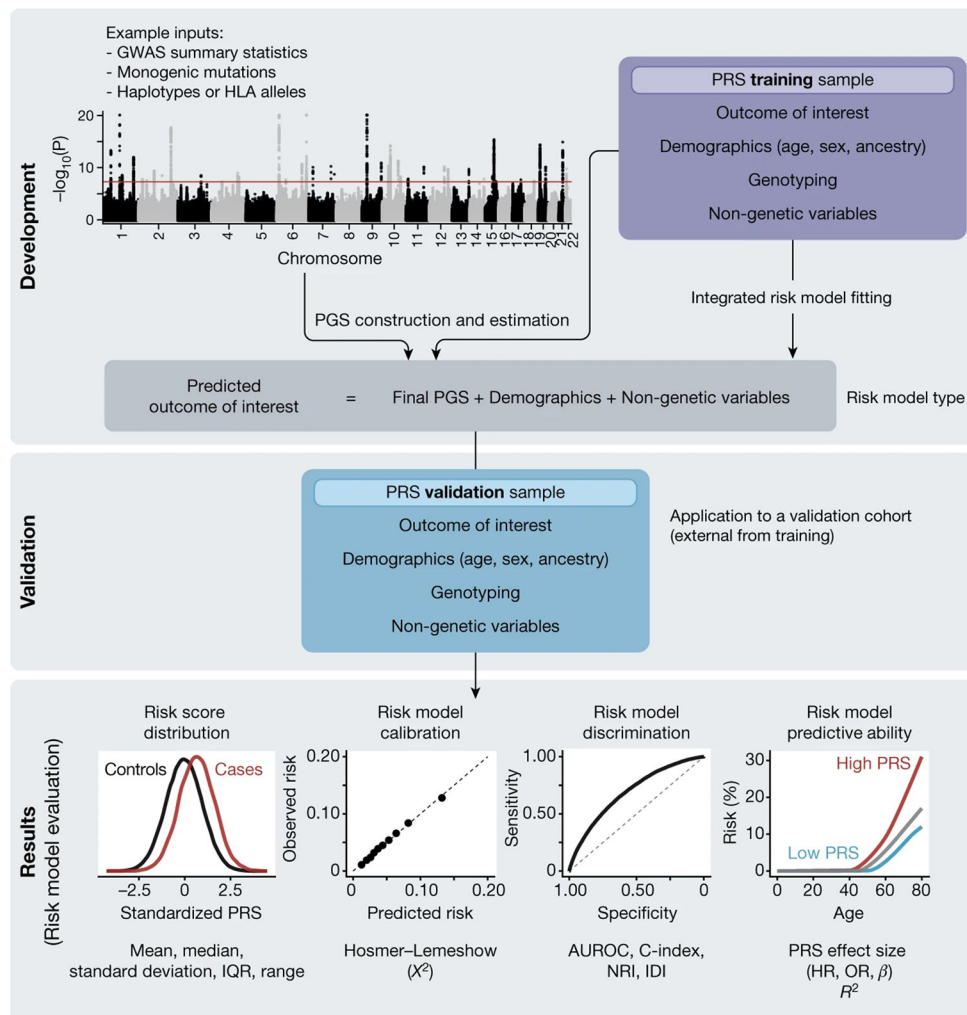 Development
Example inputs:
- GWAS summary statistics
- Monogenic mutations
- Haplotypes or HLA alleles
−log10(P)
20
10
0
1
2
3
4
5
6
7
8
9
10
11
12
13
14
15
16
17
18
19
20
21
22
Chromosome
PRS training sample
Outcome of interest
Demographics (age, sex, ancestry)
Genotyping
Non-genetic variables
Integrated risk model fitting
PGS construction and estimation
Predicted
outcome of interest
=
Final PGS + Demographics + Non-genetic variables
Risk model type
Validation
PRS validation sample
Outcome of interest
Demographics (age, sex, ancestry)
Genotyping
Non-genetic variables
Application to a validation cohort
(external from training)
Results
(Risk model evaluation)
Risk score
distribution
Controls
Cases
−2.5
0
2.5
Standardized PRS
Mean, median,
standard deviation, IQR, range
Risk model
calibration
Observed risk
0.20
0.10
0
0
0.10
0.20
Predicted risk
Hosmer–Lemeshow
(X²)
Risk model
discrimination
Sensitivity
1.00
0.50
0
1.00
0.50
0
Specificity
AUROC, C-index,
NRI, IDI
Risk model
predictive ability
Risk (%)
30
20
10
0
High PRS
Low PRS
0
20
40
60
80
Age
PRS effect size
(HR, OR, β)
R²